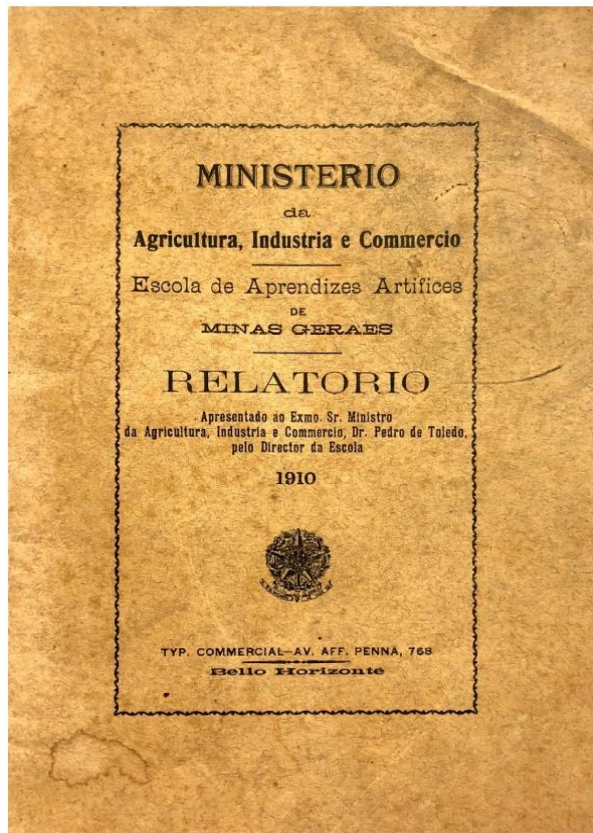 MINISTERIO
da
Agricultura, Industria e Commercio
Escola de Aprendizes Artifices
DE
MINAS GERAES
RELATORIO
Apresentado ao Exmo. Sr. Ministro
da Agricultura, Industria e Commercio, Dr. Pedro de Toledo,
pelo Director da Escola
1910
TYP. COMMERCIAL—AV. AFF. PENNA, 768
Bello Horizonte